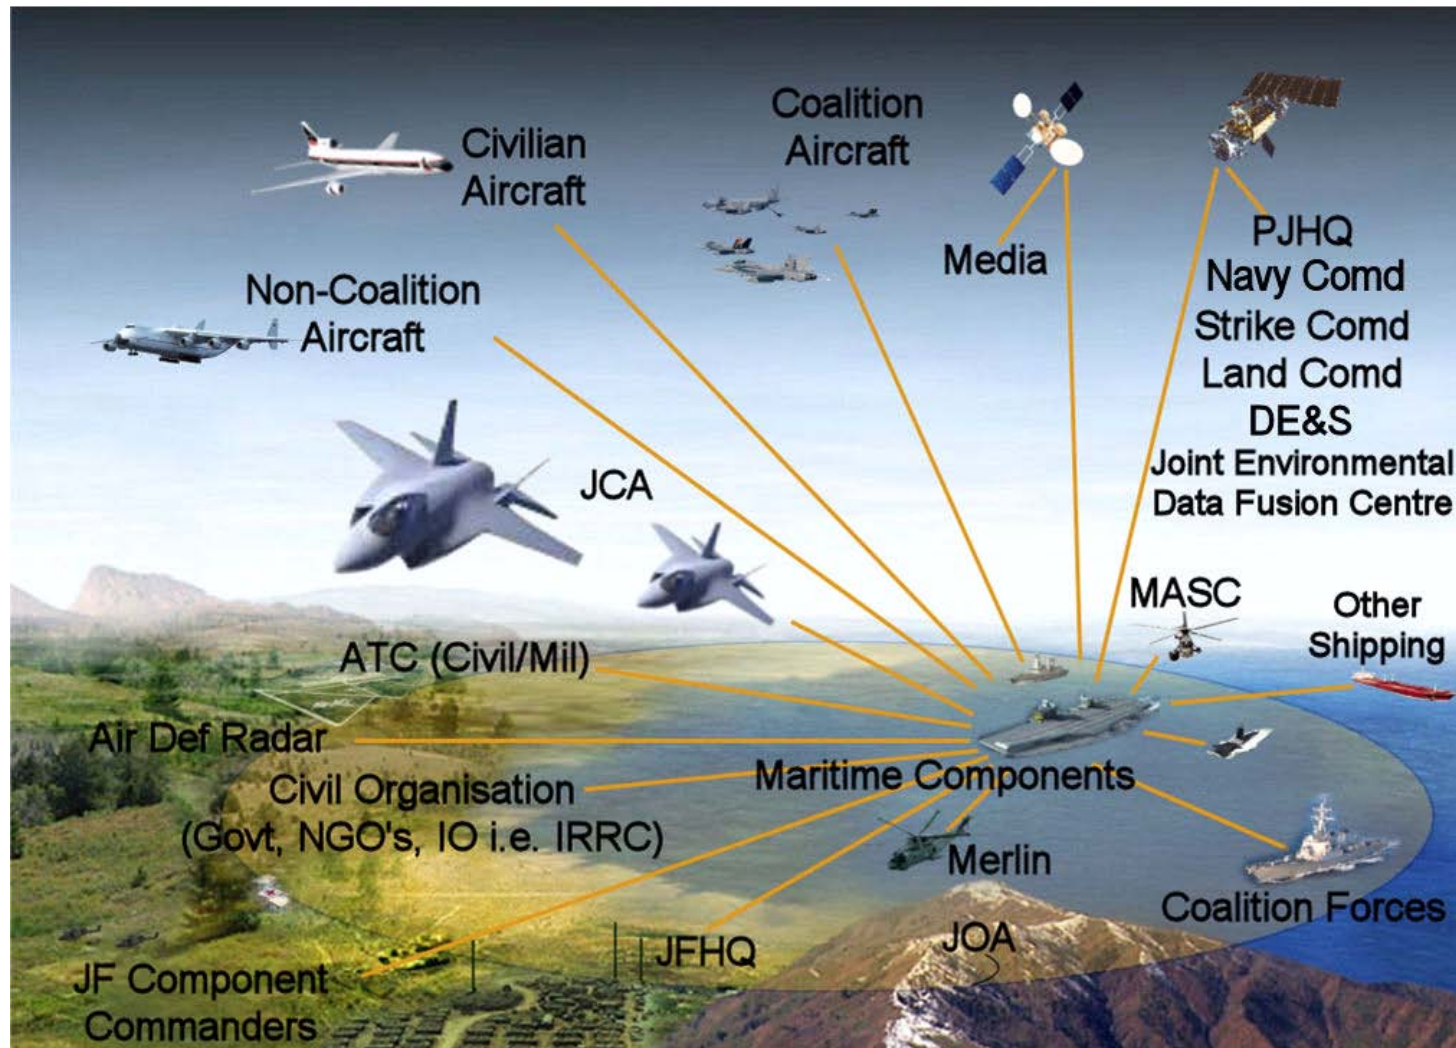 Civilian
Aircraft
Coalition
Aircraft
Media
PJHQ
Navy Comd
Strike Comd
Land Comd
DE&S
Joint Environmental
Data Fusion Centre
Non-Coalition
Aircraft
JCA
MASC
Other
Shipping
ATC (Civil/Mil)
Air Def Radar
Civil Organisation
(Govt, NGO's, IO i.e. IRRC)
Maritime Components
Merlin
Coalition Forces
JFHQ
JOA
JF Component
Commanders